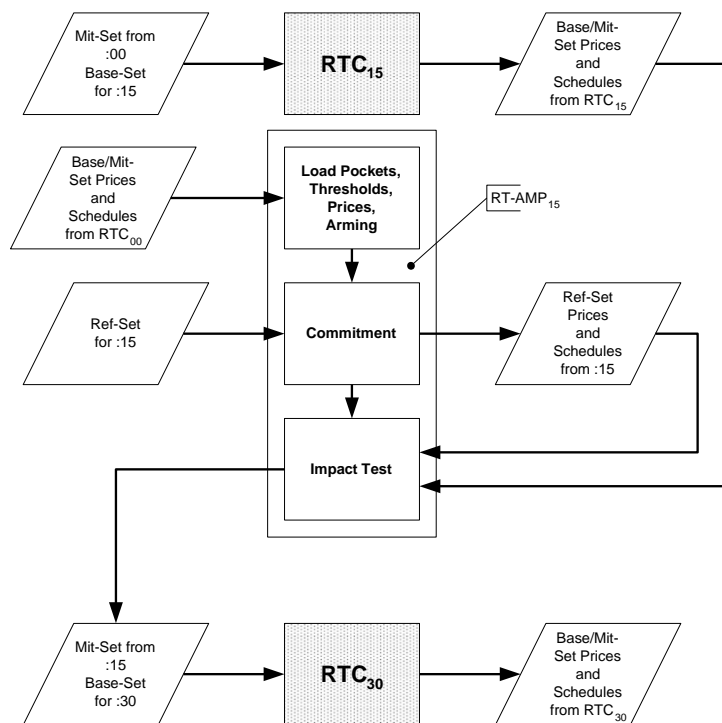 Mit-Set from
:00
Base-Set
for :15
RTC15
Base/Mit-
Set Prices
and
Schedules
from RTC15
Base/Mit-
Set Prices
and
Schedules
from RTC00
Load Pockets,
Thresholds,
Prices,
Arming
RT-AMP15
Ref-Set
for :15
Commitment
Ref-Set
Prices
and
Schedules
from :15
Impact Test
Mit-Set from
:15
Base-Set
for :30
RTC30
Base/Mit-
Set Prices
and
Schedules
from RTC30